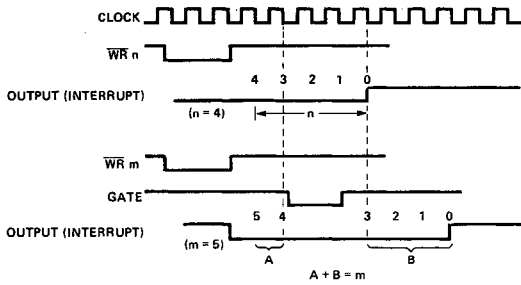 CLOCK
WR n
4 3 2 1 0
OUTPUT (INTERRUPT)
(n = 4)
n
WR m
GATE
5 4 3 2 1 0
OUTPUT (INTERRUPT)
(m = 5)
A B
A + B = m